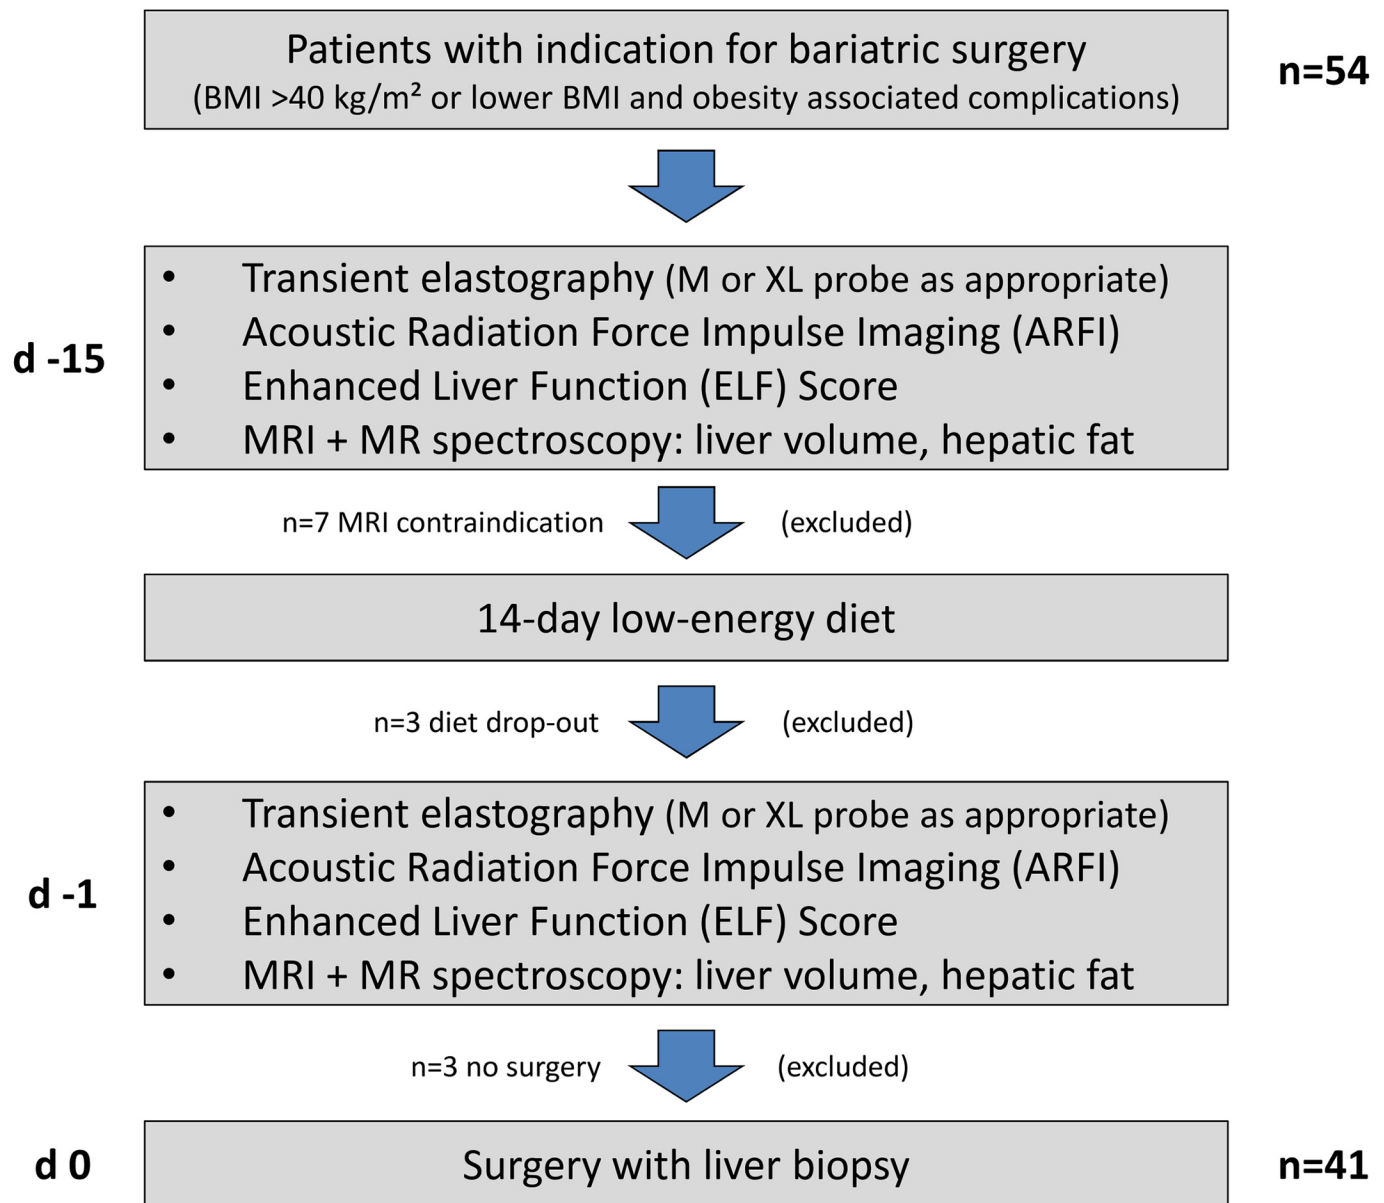 Patients with indication for bariatric surgery
(BMI >40 kg/m² or lower BMI and obesity associated complications)
n=54
d -15
• Transient elastography (M or XL probe as appropriate)
• Acoustic Radiation Force Impulse Imaging (ARFI)
• Enhanced Liver Function (ELF) Score
• MRI + MR spectroscopy: liver volume, hepatic fat
n=7 MRI contraindication (excluded)
14-day low-energy diet
n=3 diet drop-out (excluded)
d -1
• Transient elastography (M or XL probe as appropriate)
• Acoustic Radiation Force Impulse Imaging (ARFI)
• Enhanced Liver Function (ELF) Score
• MRI + MR spectroscopy: liver volume, hepatic fat
n=3 no surgery (excluded)
d 0
Surgery with liver biopsy
n=41